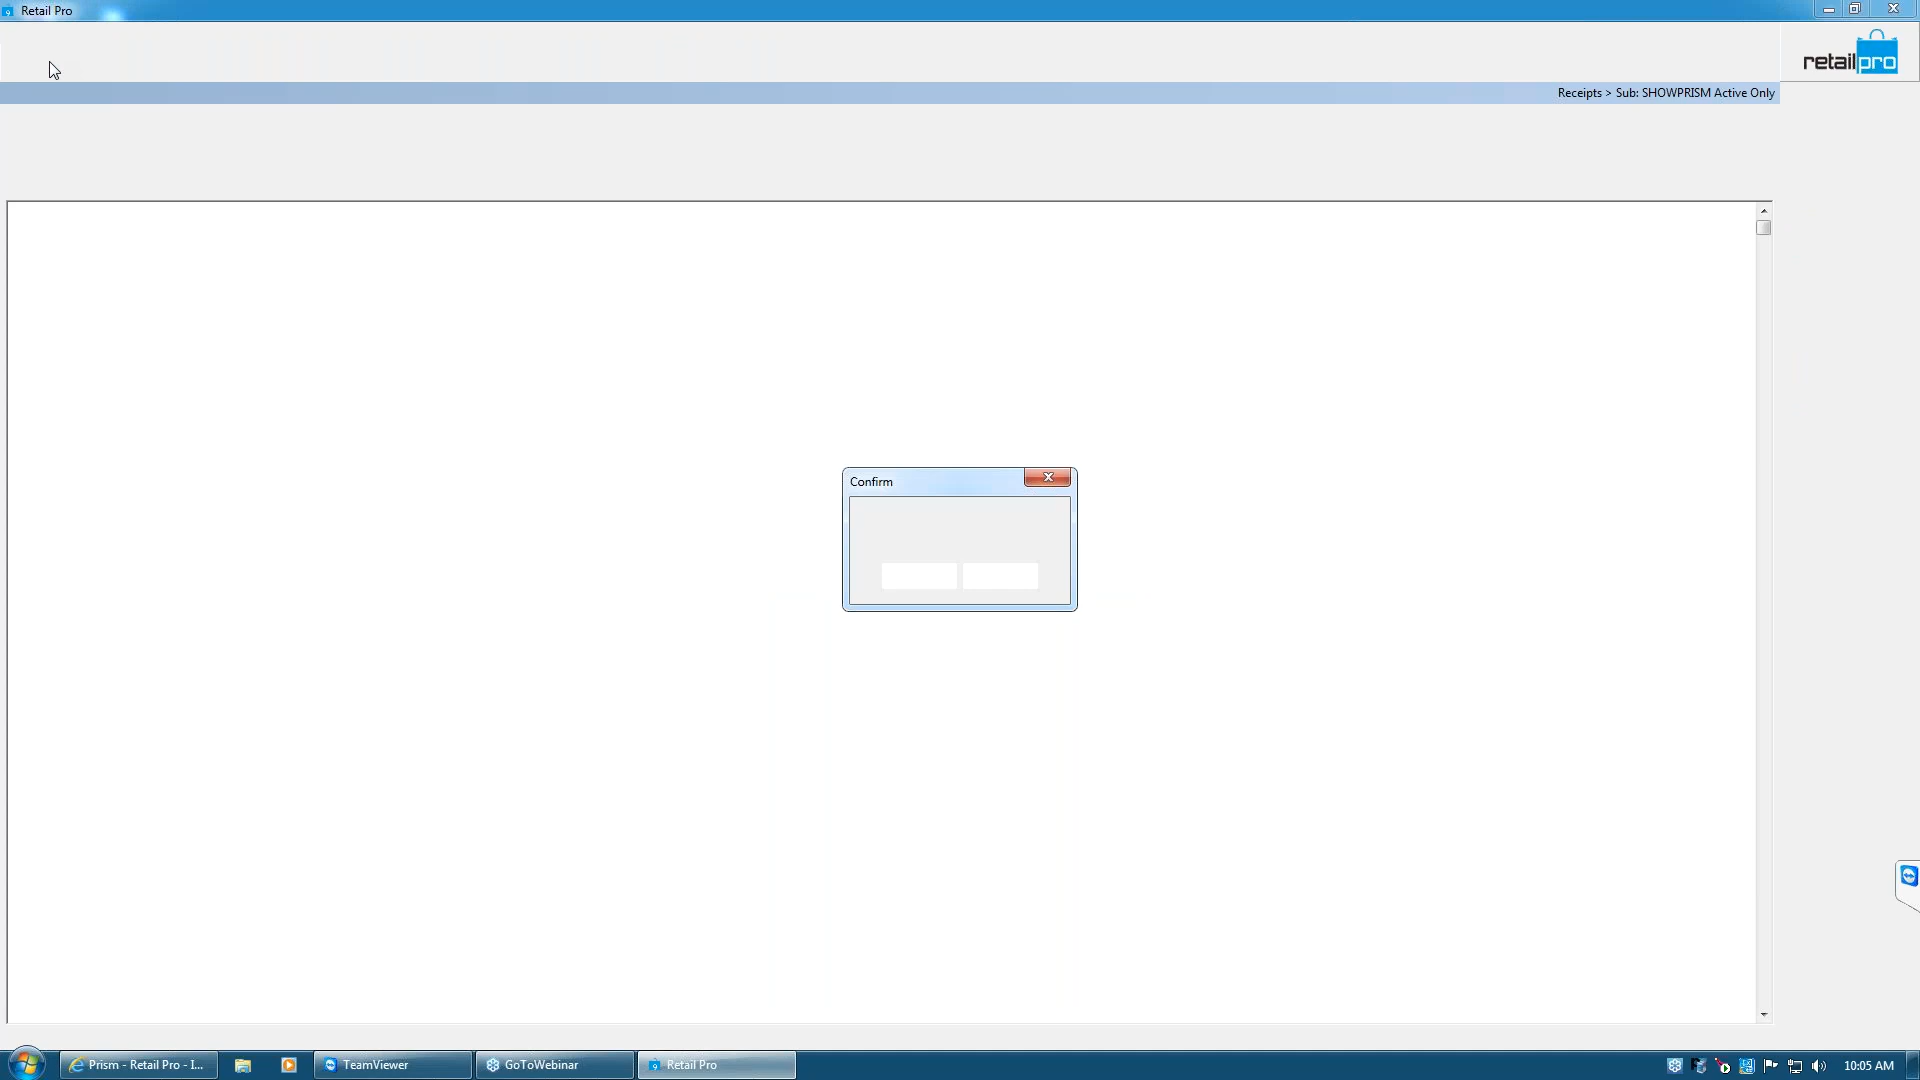 Retail Pro
retailpro
Receipts > Sub: SHOWPRISM Active Only
Confirm
Prism - Retail Pro - I...
TeamViewer
GoToWebinar
Retail Pro
10:05 AM